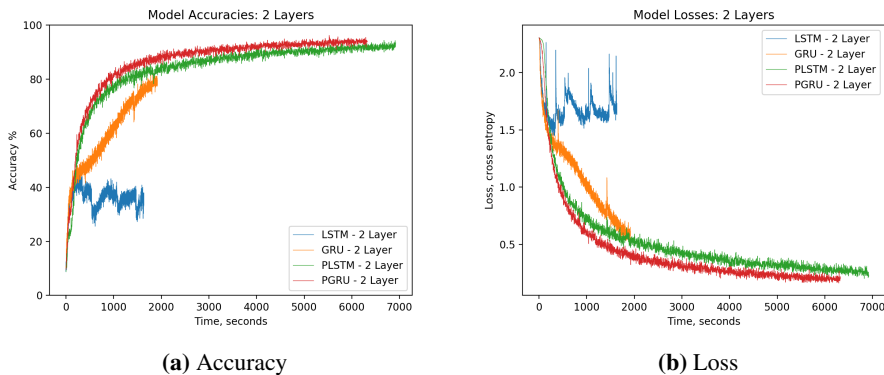 Model Accuracies: 2 Layers
100
80
60
40
20
0
Accuracy %
LSTM - 2 Layer
GRU - 2 Layer
PLSTM - 2 Layer
PGRU - 2 Layer
0 1000 2000 3000 4000 5000 6000 7000
Time, seconds
(a) Accuracy
Model Losses: 2 Layers
2.0
1.5
1.0
0.5
Loss, cross entropy
LSTM - 2 Layer
GRU - 2 Layer
PLSTM - 2 Layer
PGRU - 2 Layer
0 1000 2000 3000 4000 5000 6000 7000
Time, seconds
(b) Loss